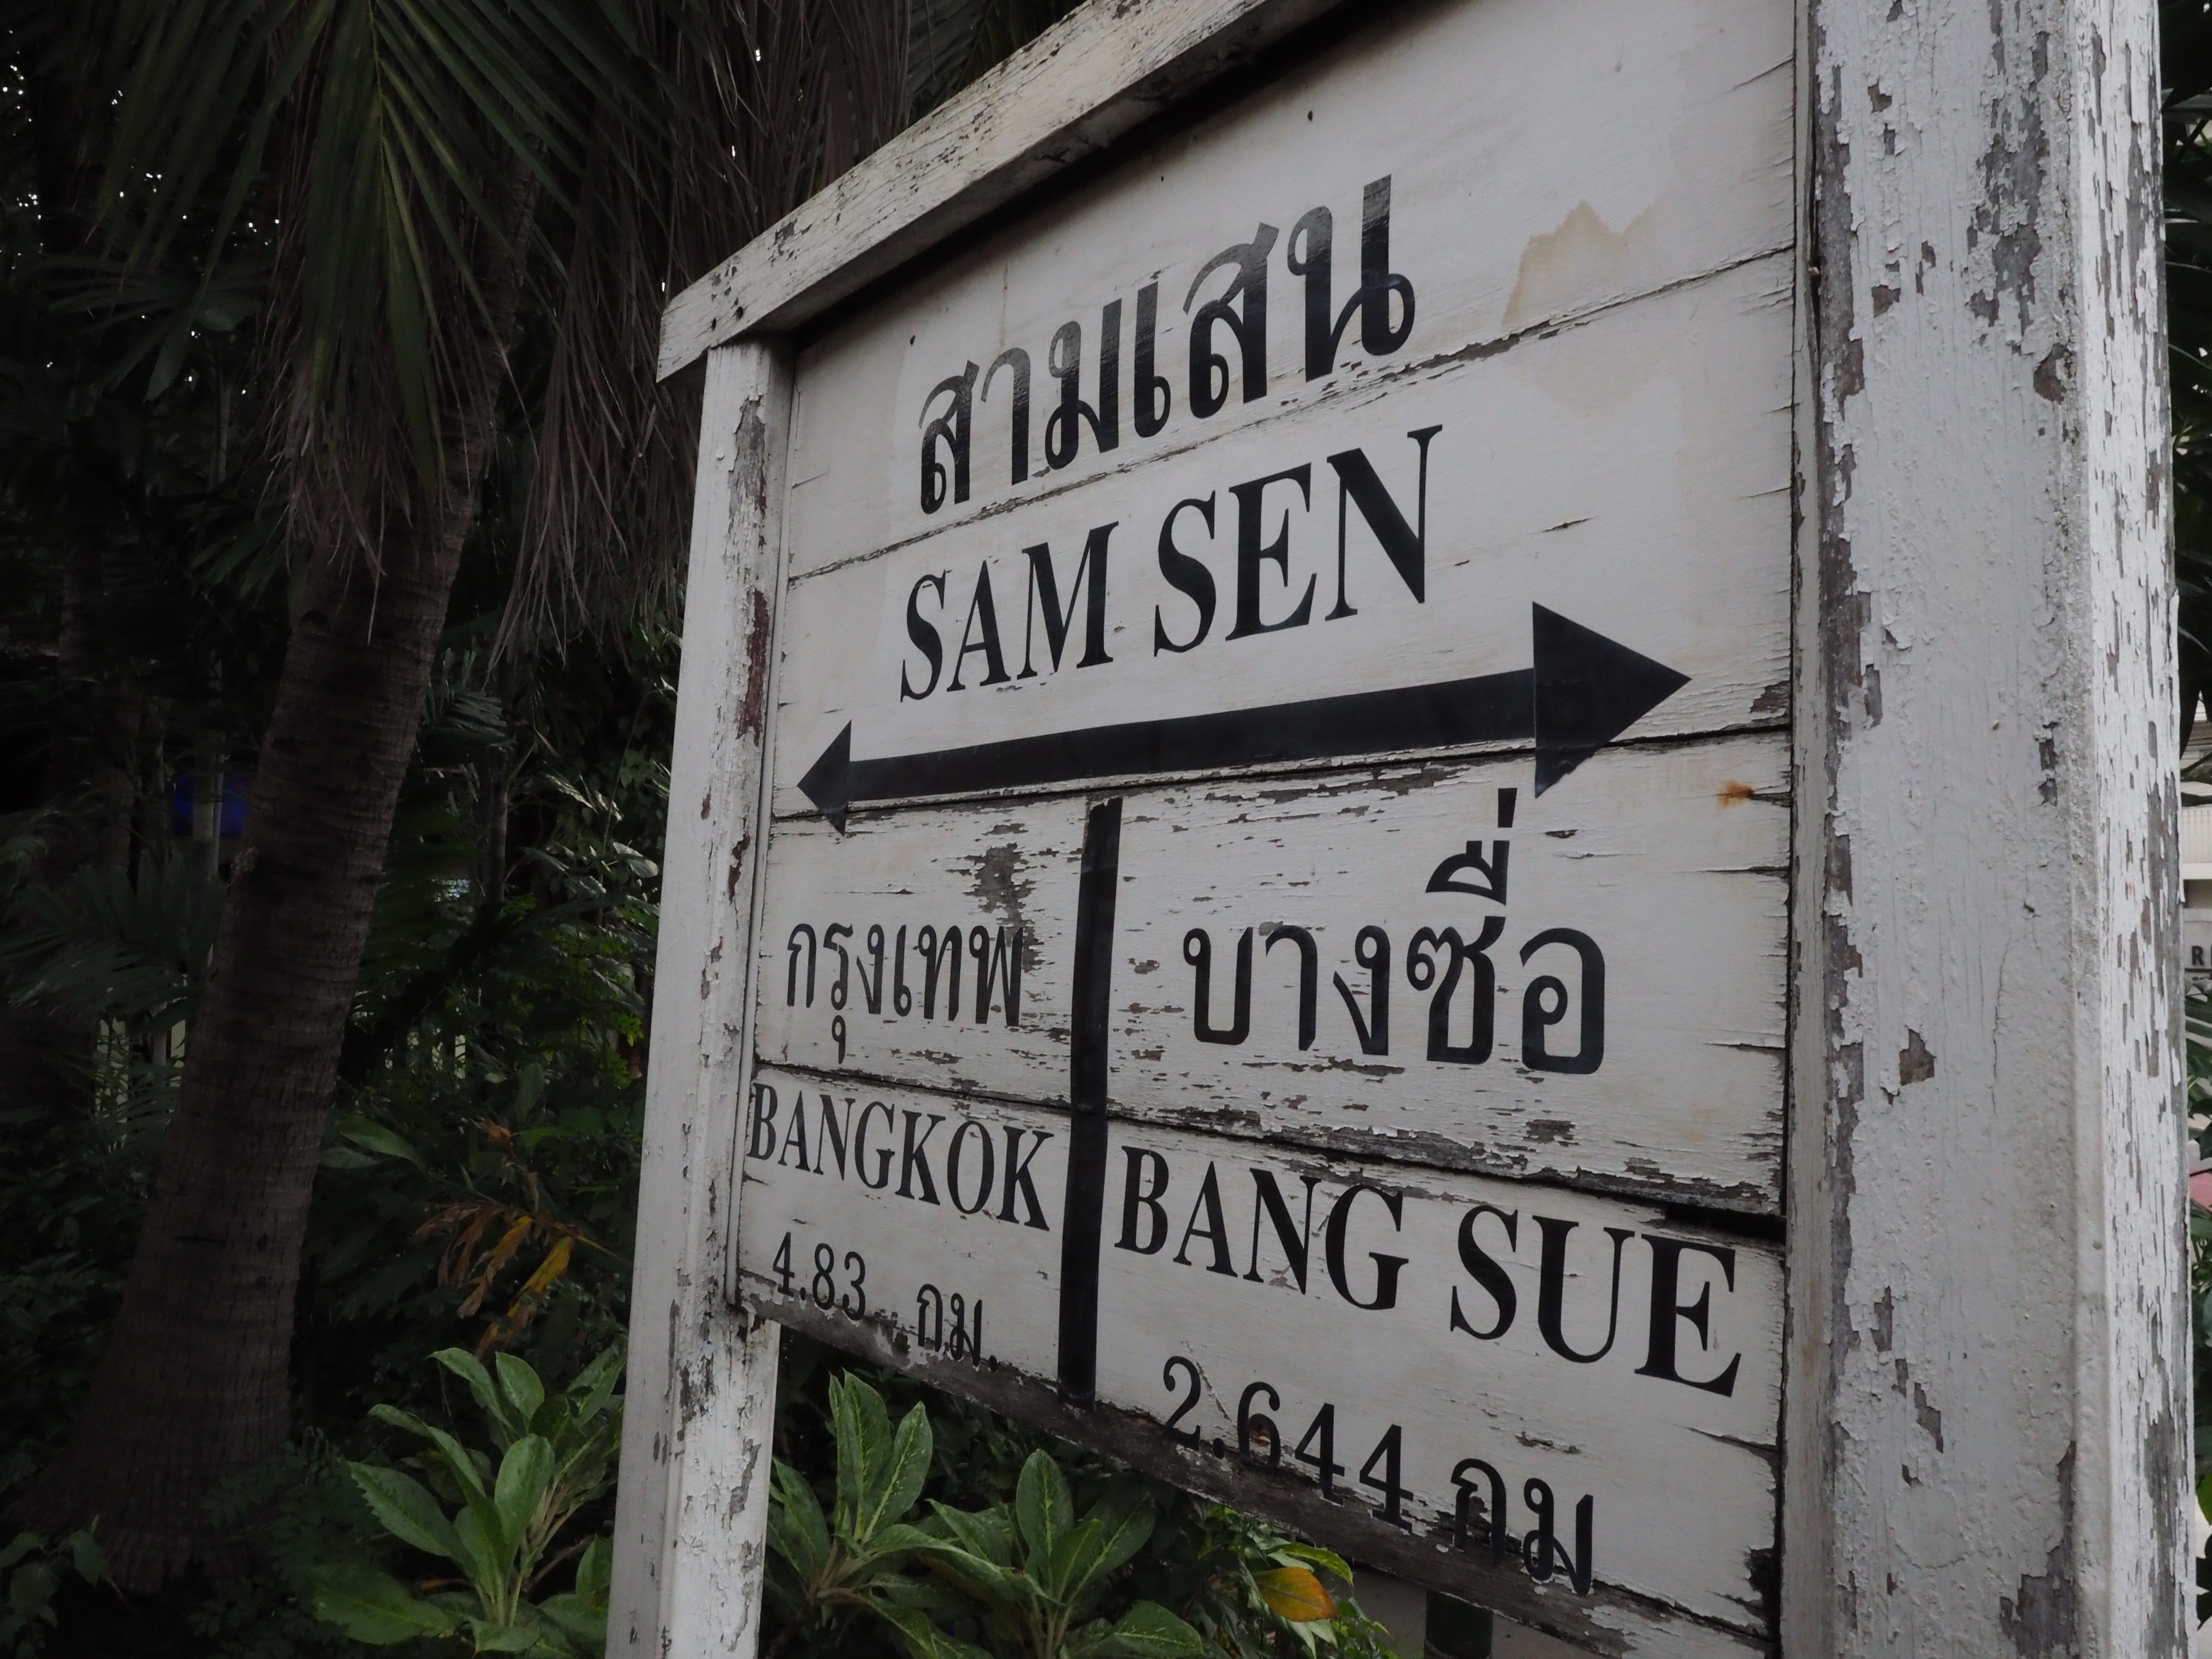 สามเสน
SAM SEN
กรุงเทพ
BANGKOK
4.83 กม.
บางซื่อ
BANG SUE
2.644 กม